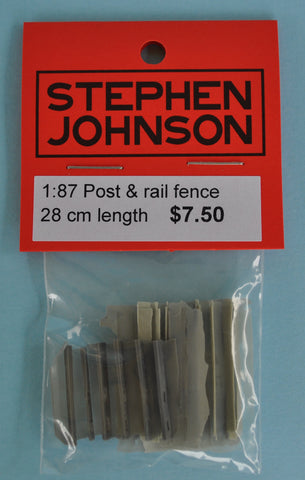 STEPHEN
JOHNSON
1:87 Post & rail fence
28 cm length $7.50